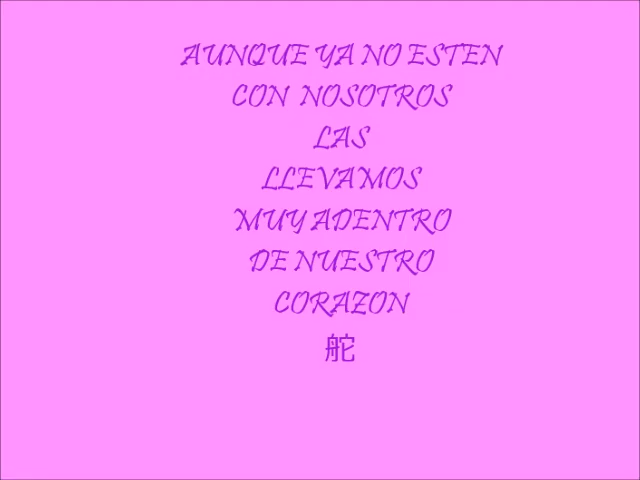 AUNQUE YA NO ESTEN
CON NOSOTROS
LAS
LLEVAMOS
MUY ADENTRO
DE NUESTRO
CORAZON
舵